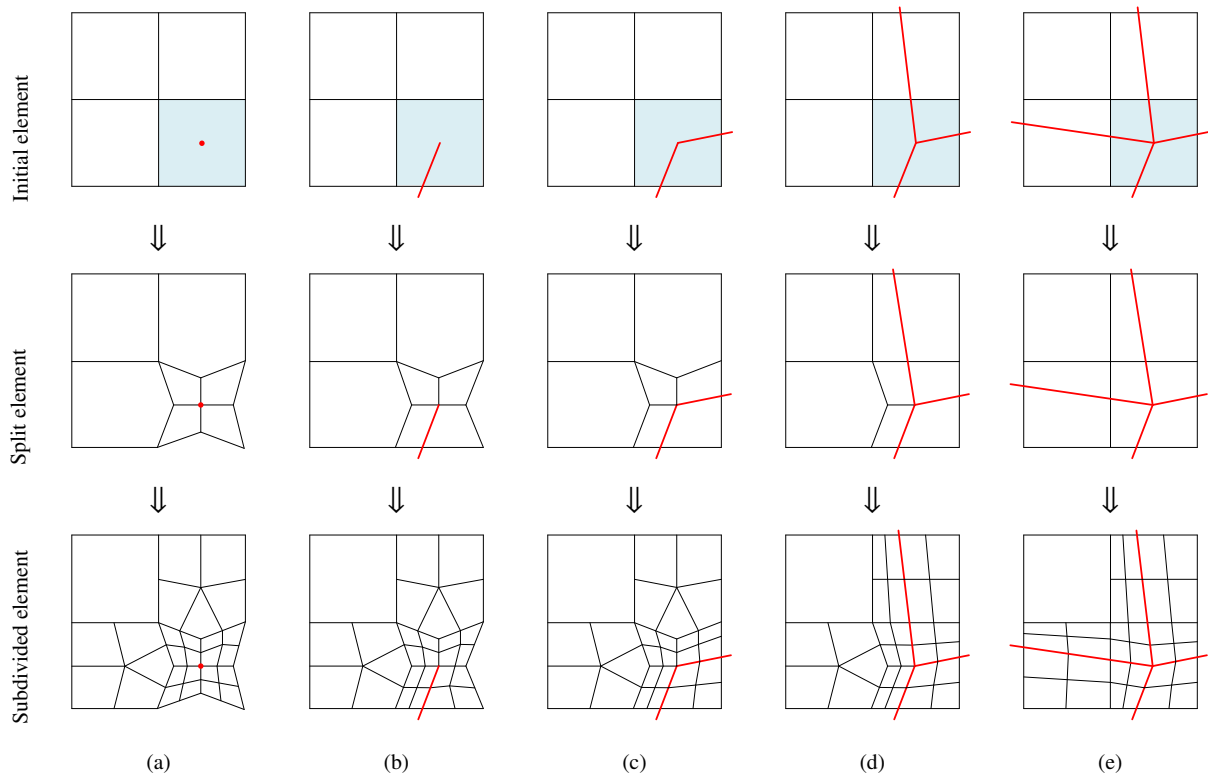 Initial element
⇓ ⇓ ⇓ ⇓ ⇓
Split element
⇓ ⇓ ⇓ ⇓ ⇓
Subdivided element
(a) (b) (c) (d) (e)